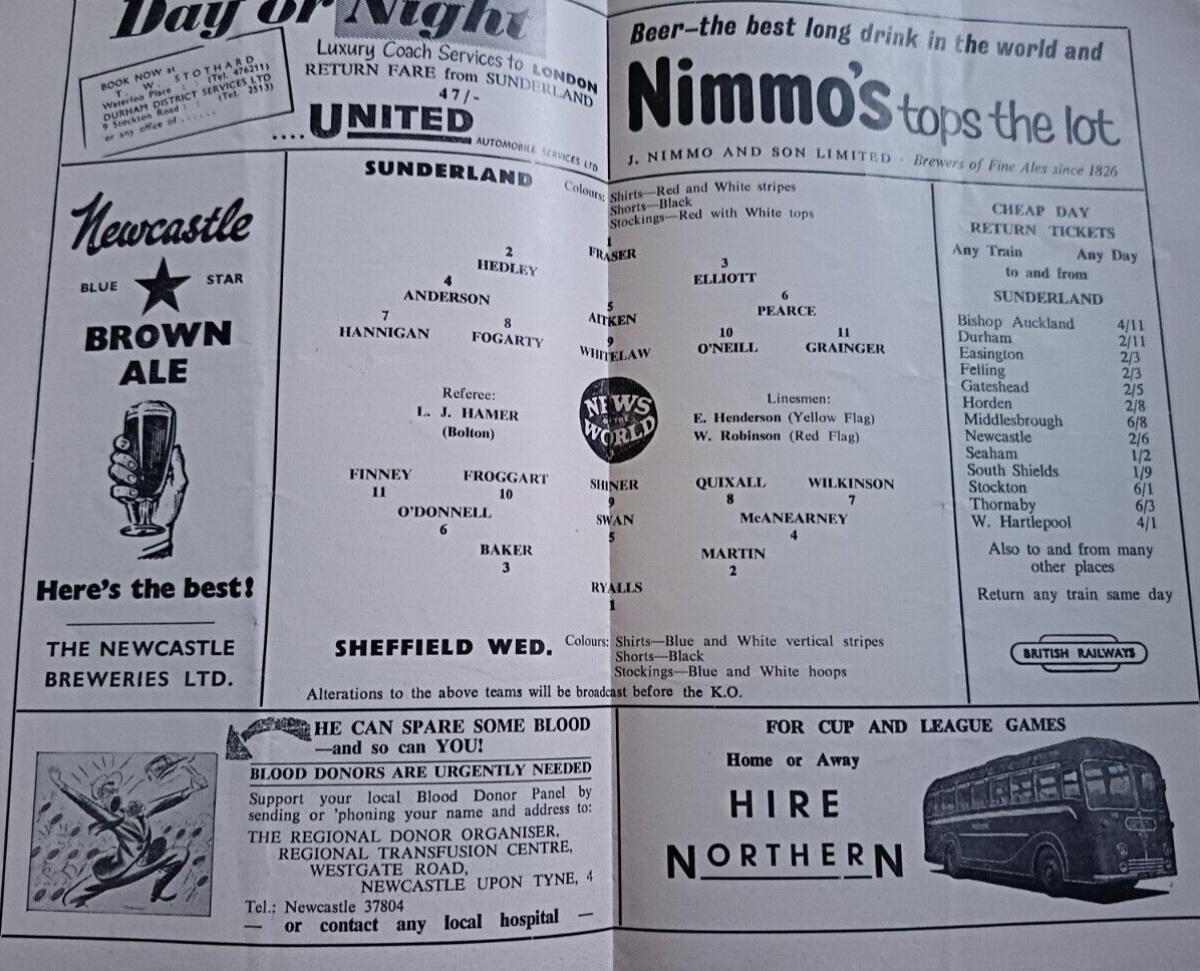 Day or Night
Luxury Coach Services to LONDON
RETURN FARE from SUNDERLAND
47/-
....UNITED
AUTOMOBILE SERVICES LTD
BOOK NOW at
T. W. STOTHARD
Waterloo Place : : (Tel. 476211)
DURHAM DISTRICT SERVICES LTD
9 Stockton Road : : (Tel. 2513)
or any office of ......
Beer—the best long drink in the world and
Nimmo's tops the lot
J. NIMMO AND SON LIMITED · Brewers of Fine Ales since 1826
Newcastle
BLUE STAR
BROWN
ALE
Here's the best!
THE NEWCASTLE
BREWERIES LTD.
SUNDERLAND
Colours: Shirts—Red and White stripes
Shorts—Black
Stockings—Red with White tops
1
FRASER
2 3
HEDLEY ELLIOTT
4 5 6
ANDERSON AITKEN PEARCE
7 8 9 10 11
HANNIGAN FOGARTY WHITELAW O'NEILL GRAINGER
Referee:
L. J. HAMER
(Bolton)
NEWS
OF THE
WORLD
Linesmen:
E. Henderson (Yellow Flag)
W. Robinson (Red Flag)
FINNEY FROGGART SHINER QUIXALL WILKINSON
11 10 9 8 7
O'DONNELL SWAN McANEARNEY
6 5 4
BAKER MARTIN
3 2
RYALLS
1
SHEFFIELD WED.
Colours: Shirts—Blue and White vertical stripes
Shorts—Black
Stockings—Blue and White hoops
Alterations to the above teams will be broadcast before the K.O.
CHEAP DAY
RETURN TICKETS
Any Train Any Day
to and from
SUNDERLAND
Bishop Auckland 4/11
Durham 2/11
Easington 2/3
Felling 2/3
Gateshead 2/5
Horden 2/8
Middlesbrough 6/8
Newcastle 2/6
Seaham 1/2
South Shields 1/9
Stockton 6/1
Thornaby 6/3
W. Hartlepool 4/1
Also to and from many
other places
Return any train same day
BRITISH RAILWAYS
HE CAN SPARE SOME BLOOD
—and so can YOU!
BLOOD DONORS ARE URGENTLY NEEDED
Support your local Blood Donor Panel by
sending or 'phoning your name and address to:
THE REGIONAL DONOR ORGANISER,
REGIONAL TRANSFUSION CENTRE,
WESTGATE ROAD,
NEWCASTLE UPON TYNE, 4
Tel.: Newcastle 37804
— or contact any local hospital —
FOR CUP AND LEAGUE GAMES
Home or Away
HIRE
NORTHERN